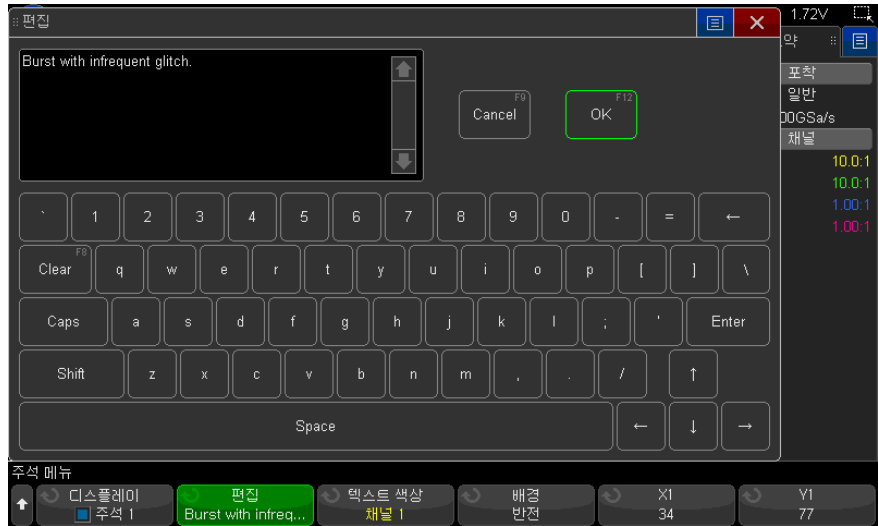 편집
1.72V
Burst with infrequent glitch.
Cancel F9
OK F12
약
포착
일반
00GSa/s
채널
10.0:1
10.0:1
1.00:1
1.00:1
` 1 2 3 4 5 6 7 8 9 0 - = ←
Clear F8 q w e r t y u i o p [ ] \
Caps a s d f g h j k l ; ' Enter
Shift z x c v b n m , . / ↑
Space ← ↓ →
주석 메뉴
디스플레이 편집 텍스트 색상 배경 X1 Y1
주석 1 Burst with infreq... 채널 1 반전 34 77